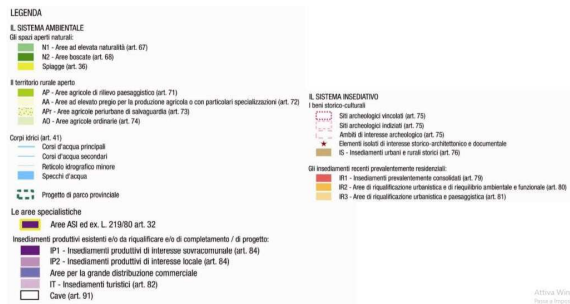 LEGENDA
IL SISTEMA AMBIENTALE
Gli spazi aperti naturali:
N1 - Aree ad elevata naturalità (art. 67)
N2 - Aree boscate (art. 68)
Spiagge (art. 36)
Il territorio rurale aperto
AP - Aree agricole di rilievo paesaggistico (art. 71)
AA - Aree ad elevato pregio per la produzione agricola o con particolari specializzazioni (art. 72)
APr - Aree agricole periurbane di salvaguardia (art. 73)
AO - Aree agricole ordinarie (art. 74)
Corpi idrici (art. 41)
Corsi d'acqua principali
Corsi d'acqua secondari
Reticolo idrografico minore
Specchi d'acqua
Progetto di parco provinciale
Le aree specialistiche
Aree ASI ed ex. L. 219/80 art. 32
Insediamenti produttivi esistenti e/o da riqualificare e/o di completamento / di progetto:
IP1 - Insediamenti produttivi di interesse sovracomunale (art. 84)
IP2 - Insediamenti produttivi di interesse locale (art. 84)
Aree per la grande distribuzione commerciale
IT - Insediamenti turistici (art. 82)
Cave (art. 91)
IL SISTEMA INSEDIATIVO
I beni storico-culturali
Siti archeologici vincolati (art. 75)
Siti archeologici indiziati (art. 75)
Ambiti di interesse archeologico (art. 75)
Elementi isolati di interesse storico-architettonico e documentale
IS - Insediamenti urbani e rurali storici (art. 76)
Gli insediamenti recenti prevalentemente residenziali:
IR1 - Insediamenti prevalentemente consolidati (art. 79)
IR2 - Aree di riqualificazione urbanistica e di riequilibrio ambientale e funzionale (art. 80)
IR3 - Aree di riqualificazione urbanistica e paesaggistica (art. 81)
Attiva Win